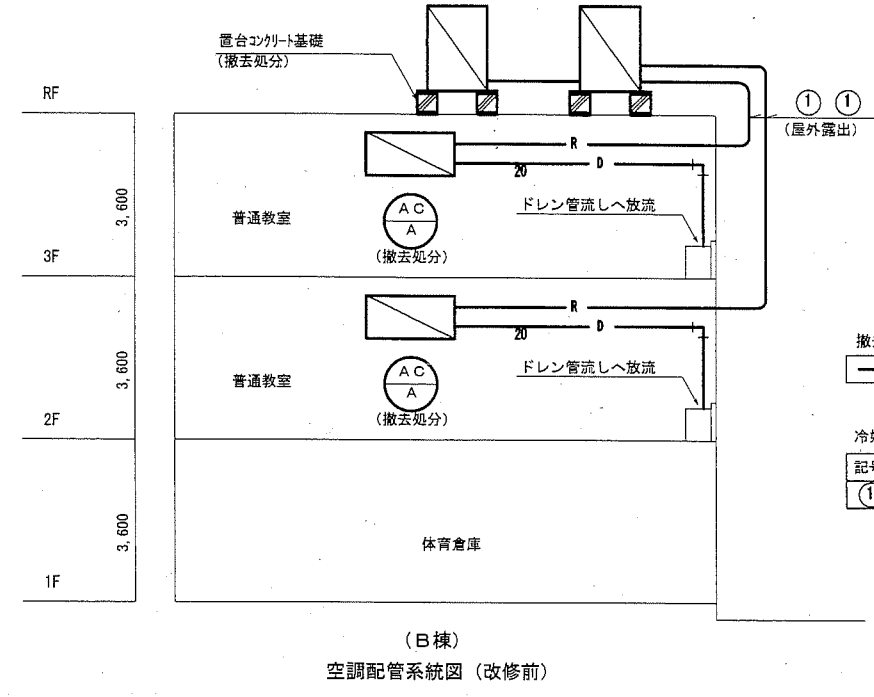 置台コンクリート基礎
(撤去処分)
RF
① ①
(屋外露出)
R
20
D
3,600
普通教室
AC
A
(撤去処分)
ドレン管流しへ放流
3F
R
20
D
3,600
普通教室
AC
A
(撤去処分)
ドレン管流しへ放流
2F
3,600
体育倉庫
1F
(B棟)
空調配管系統図(改修前)